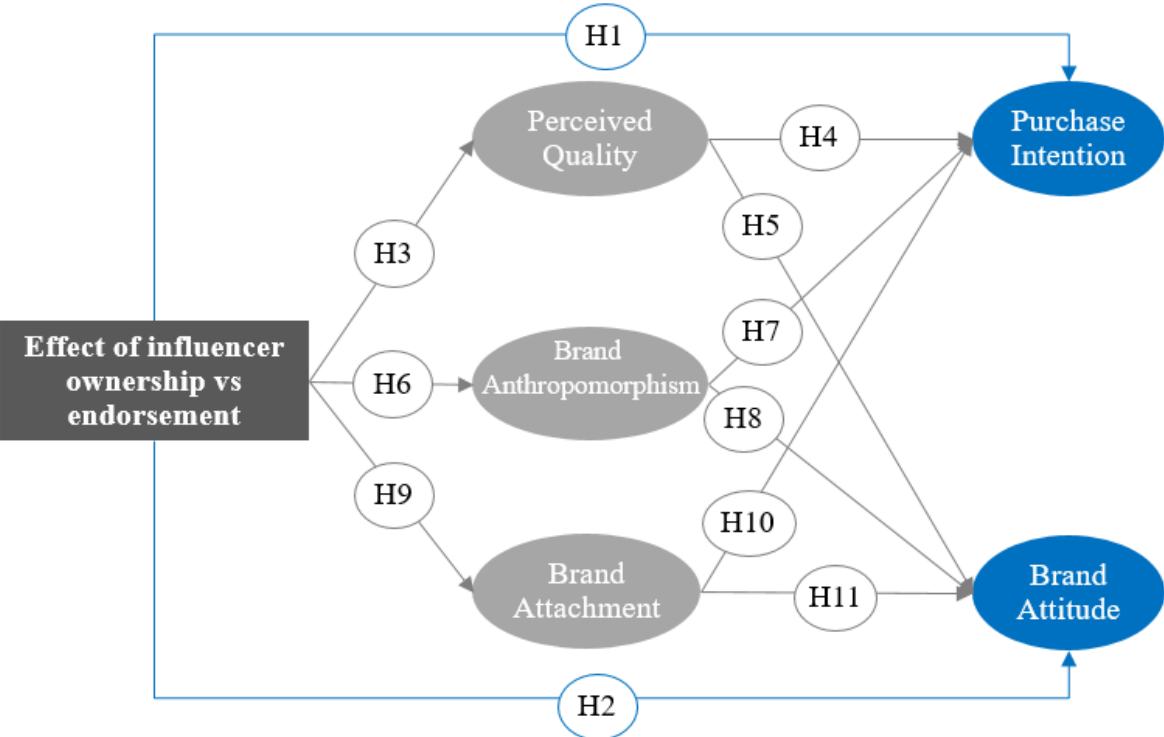 H1
Perceived
Quality
H4
Purchase
Intention
H5
H3
Effect of influencer
ownership vs
endorsement
H6
Brand
Anthropomorphism
H7
H8
H9
H10
Brand
Attachment
H11
Brand
Attitude
H2